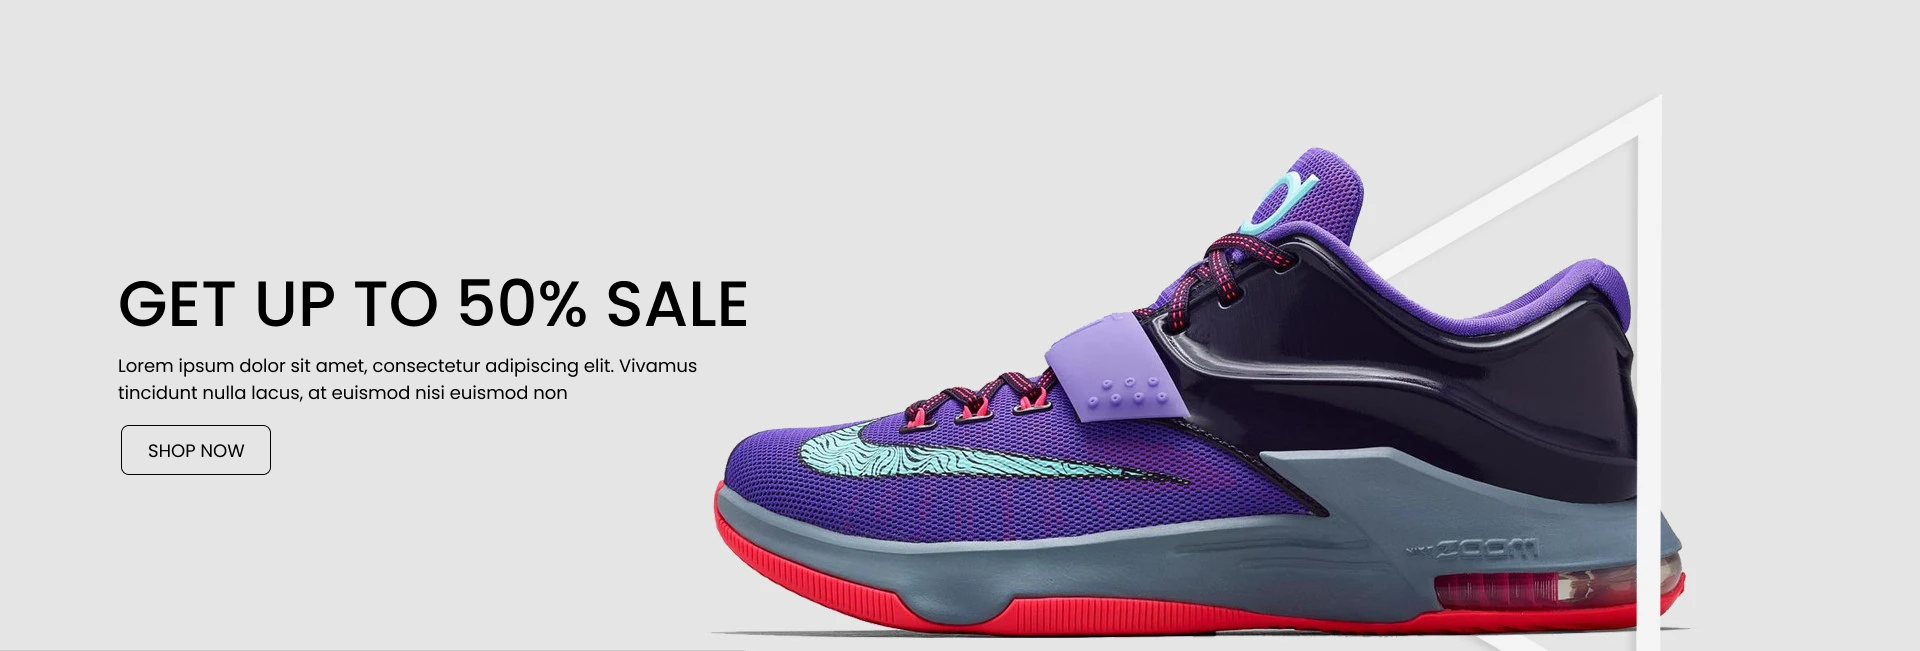 GET UP TO 50% SALE
Lorem ipsum dolor sit amet, consectetur adipiscing elit. Vivamus
tincidunt nulla lacus, at euismod nisi euismod non
SHOP NOW